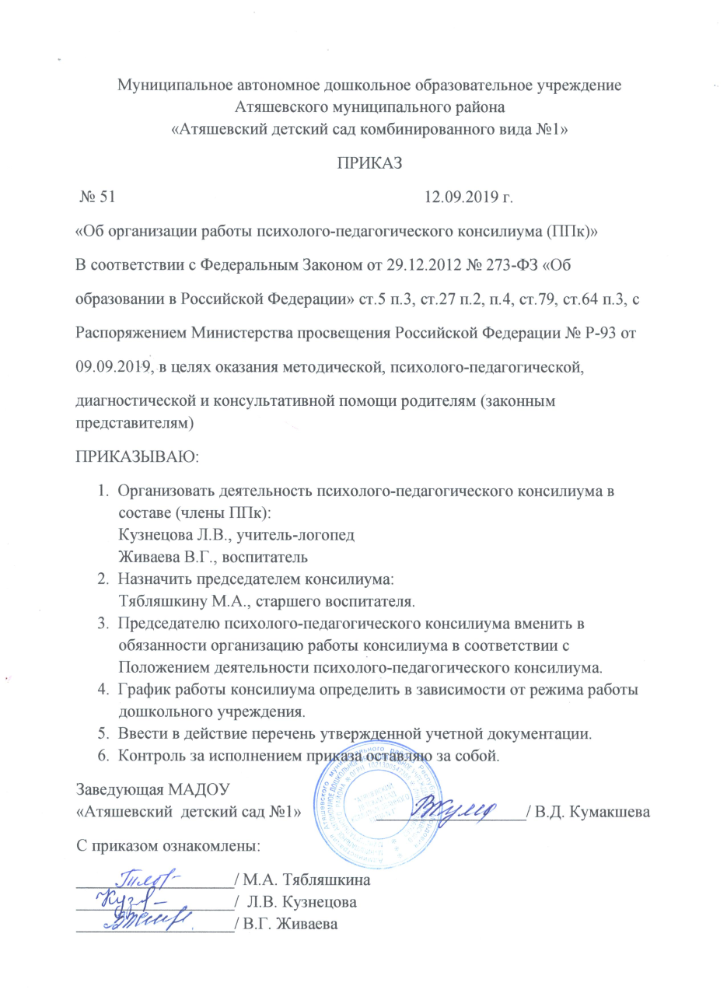 Муниципальное автономное дошкольное образовательное учреждение
Атяшевского муниципального района
«Атяшевский детский сад комбинированного вида №1»
ПРИКАЗ
№ 51 12.09.2019 г.
«Об организации работы психолого-педагогического консилиума (ППк)»
В соответствии с Федеральным Законом от 29.12.2012 № 273-ФЗ «Об
образовании в Российской Федерации» ст.5 п.3, ст.27 п.2, п.4, ст.79, ст.64 п.3, с
Распоряжением Министерства просвещения Российской Федерации № Р-93 от
09.09.2019, в целях оказания методической, психолого-педагогической,
диагностической и консультативной помощи родителям (законным
представителям)
ПРИКАЗЫВАЮ:
1. Организовать деятельность психолого-педагогического консилиума в
составе (члены ППк):
Кузнецова Л.В., учитель-логопед
Живаева В.Г., воспитатель
2. Назначить председателем консилиума:
Тябляшкину М.А., старшего воспитателя.
3. Председателю психолого-педагогического консилиума вменить в
обязанности организацию работы консилиума в соответствии с
Положением деятельности психолого-педагогического консилиума.
4. График работы консилиума определить в зависимости от режима работы
дошкольного учреждения.
5. Ввести в действие перечень утвержденной учетной документации.
6. Контроль за исполнением приказа оставляю за собой.
Заведующая МАДОУ
«Атяшевский детский сад №1» / В.Д. Кумакшева
С приказом ознакомлены:
/ М.А. Тябляшкина
/ Л.В. Кузнецова
/ В.Г. Живаева